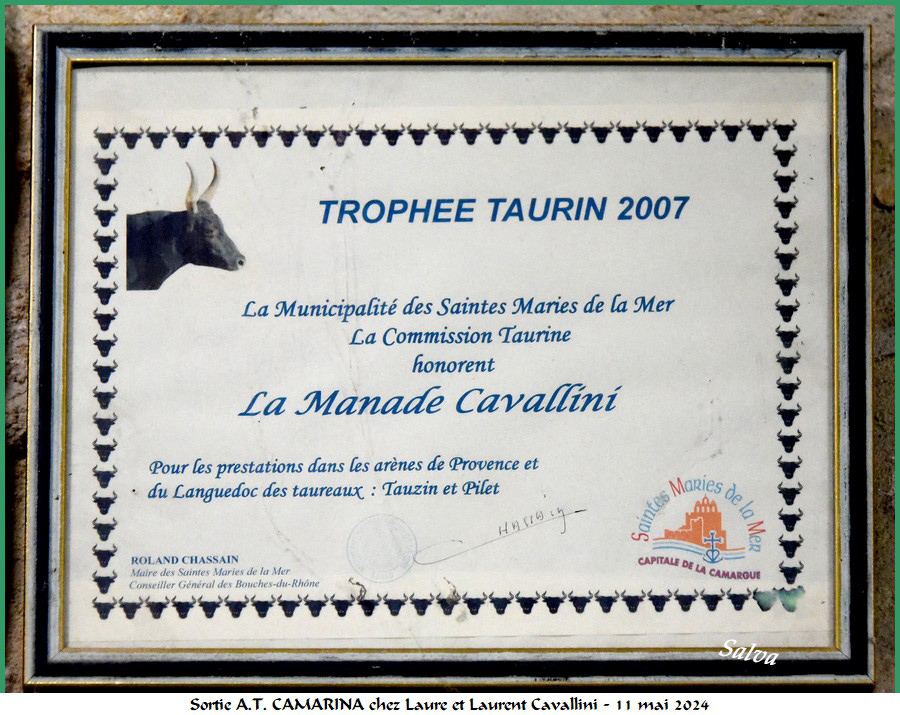 TROPHEE TAURIN 2007
La Municipalité des Saintes Maries de la Mer
La Commission Taurine
honorent
La Manade Cavallini
Pour les prestations dans les arènes de Provence et
du Languedoc des taureaux : Tauzin et Pilet
ROLAND CHASSAIN
Maire des Saintes Maries de la Mer
Conseiller Général des Bouches-du-Rhône
Saintes Maries de la Mer
CAPITALE DE LA CAMARGUE
Salva
Sortie A.T. CAMARINA chez Laure et Laurent Cavallini - 11 mai 2024